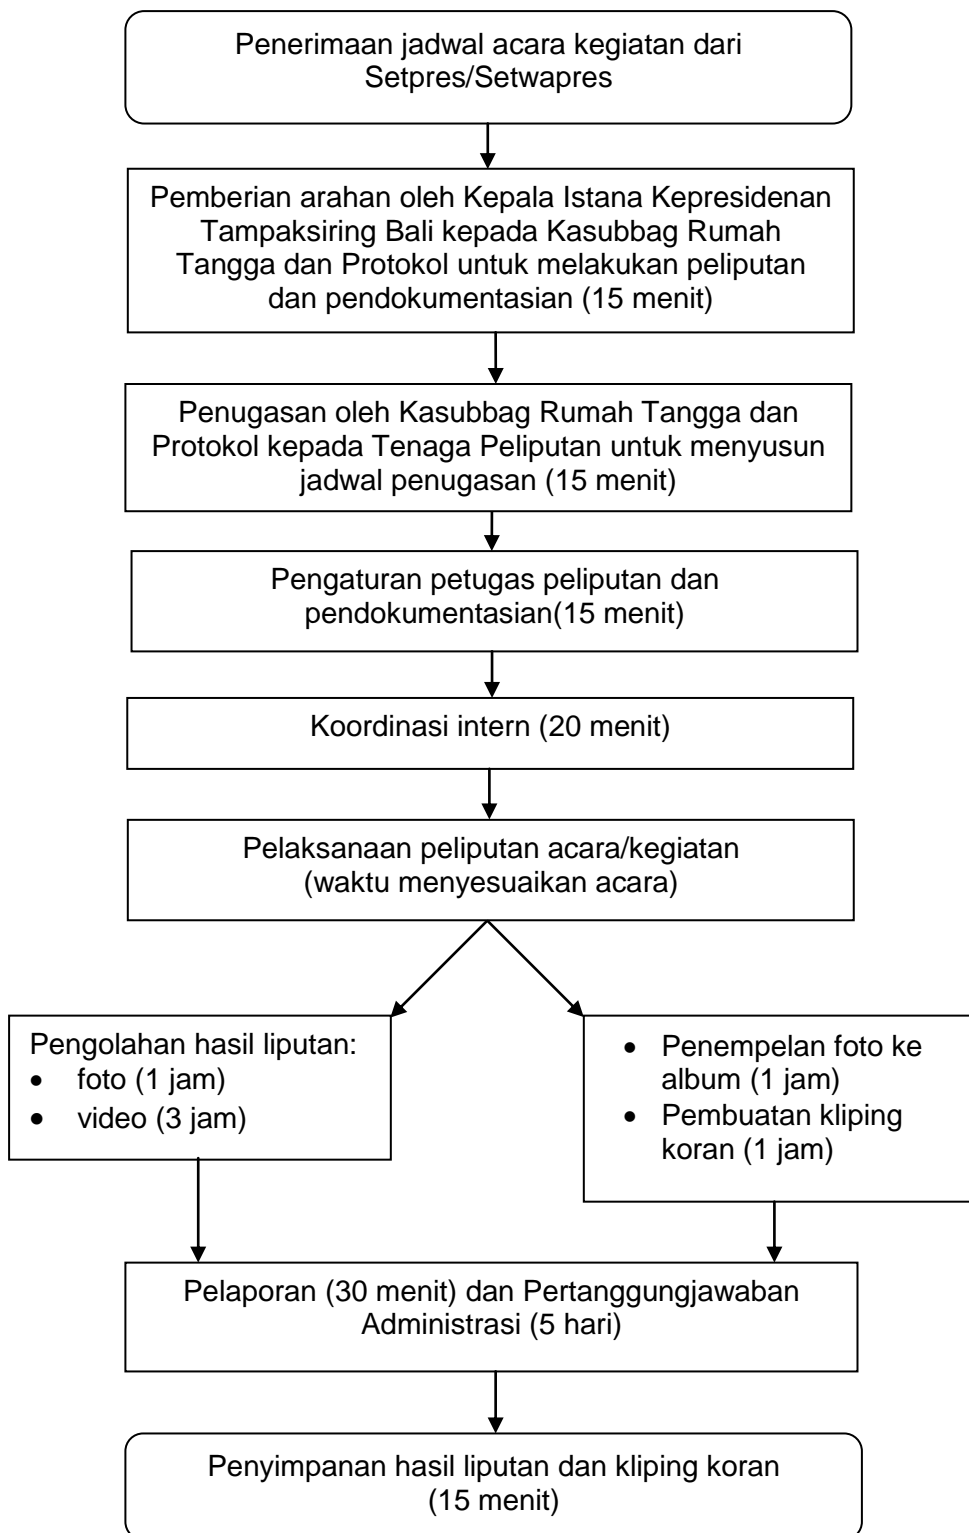 Penerimaan jadwal acara kegiatan dari
Setpres/Setwapres
Pemberian arahan oleh Kepala Istana Kepresidenan
Tampaksiring Bali kepada Kasubbag Rumah
Tangga dan Protokol untuk melakukan peliputan
dan pendokumentasian (15 menit)
Penugasan oleh Kasubbag Rumah Tangga dan
Protokol kepada Tenaga Peliputan untuk menyusun
jadwal penugasan (15 menit)
Pengaturan petugas peliputan dan
pendokumentasian(15 menit)
Koordinasi intern (20 menit)
Pelaksanaan peliputan acara/kegiatan
(waktu menyesuaikan acara)
Pengolahan hasil liputan:
• foto (1 jam)
• video (3 jam)
• Penempelan foto ke
album (1 jam)
• Pembuatan kliping
koran (1 jam)
Pelaporan (30 menit) dan Pertanggungjawaban
Administrasi (5 hari)
Penyimpanan hasil liputan dan kliping koran
(15 menit)